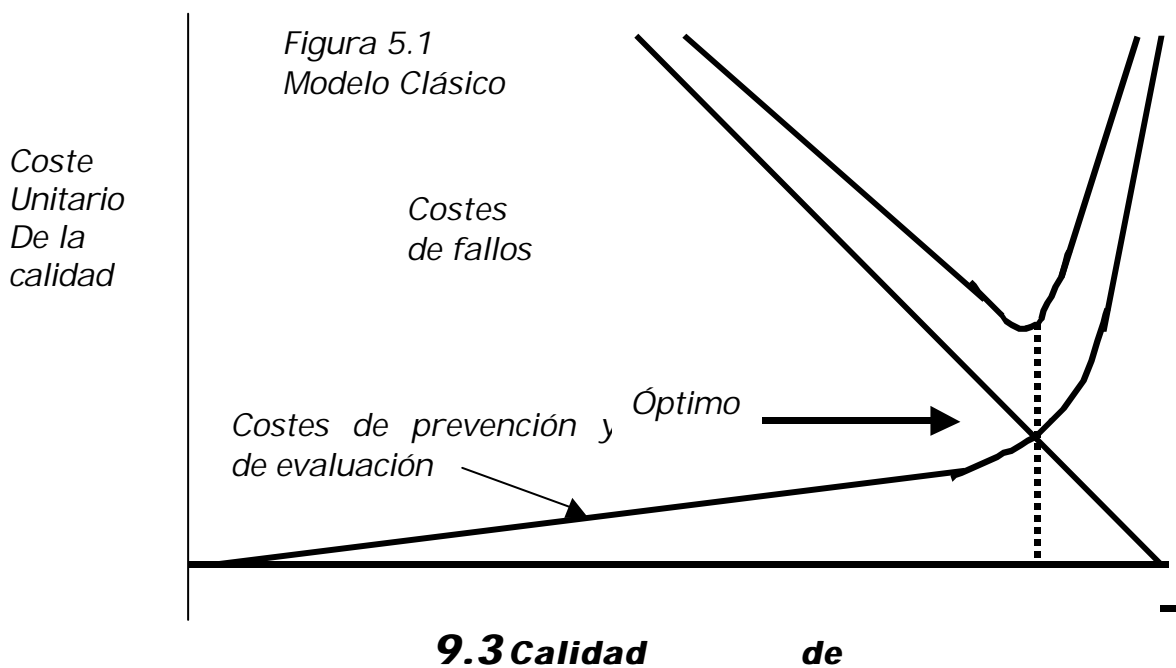 Figura 5.1
Modelo Clásico
Coste
Unitario
De la
calidad
Costes
de fallos
Óptimo
Costes de prevención y
de evaluación
9.3 Calidad de